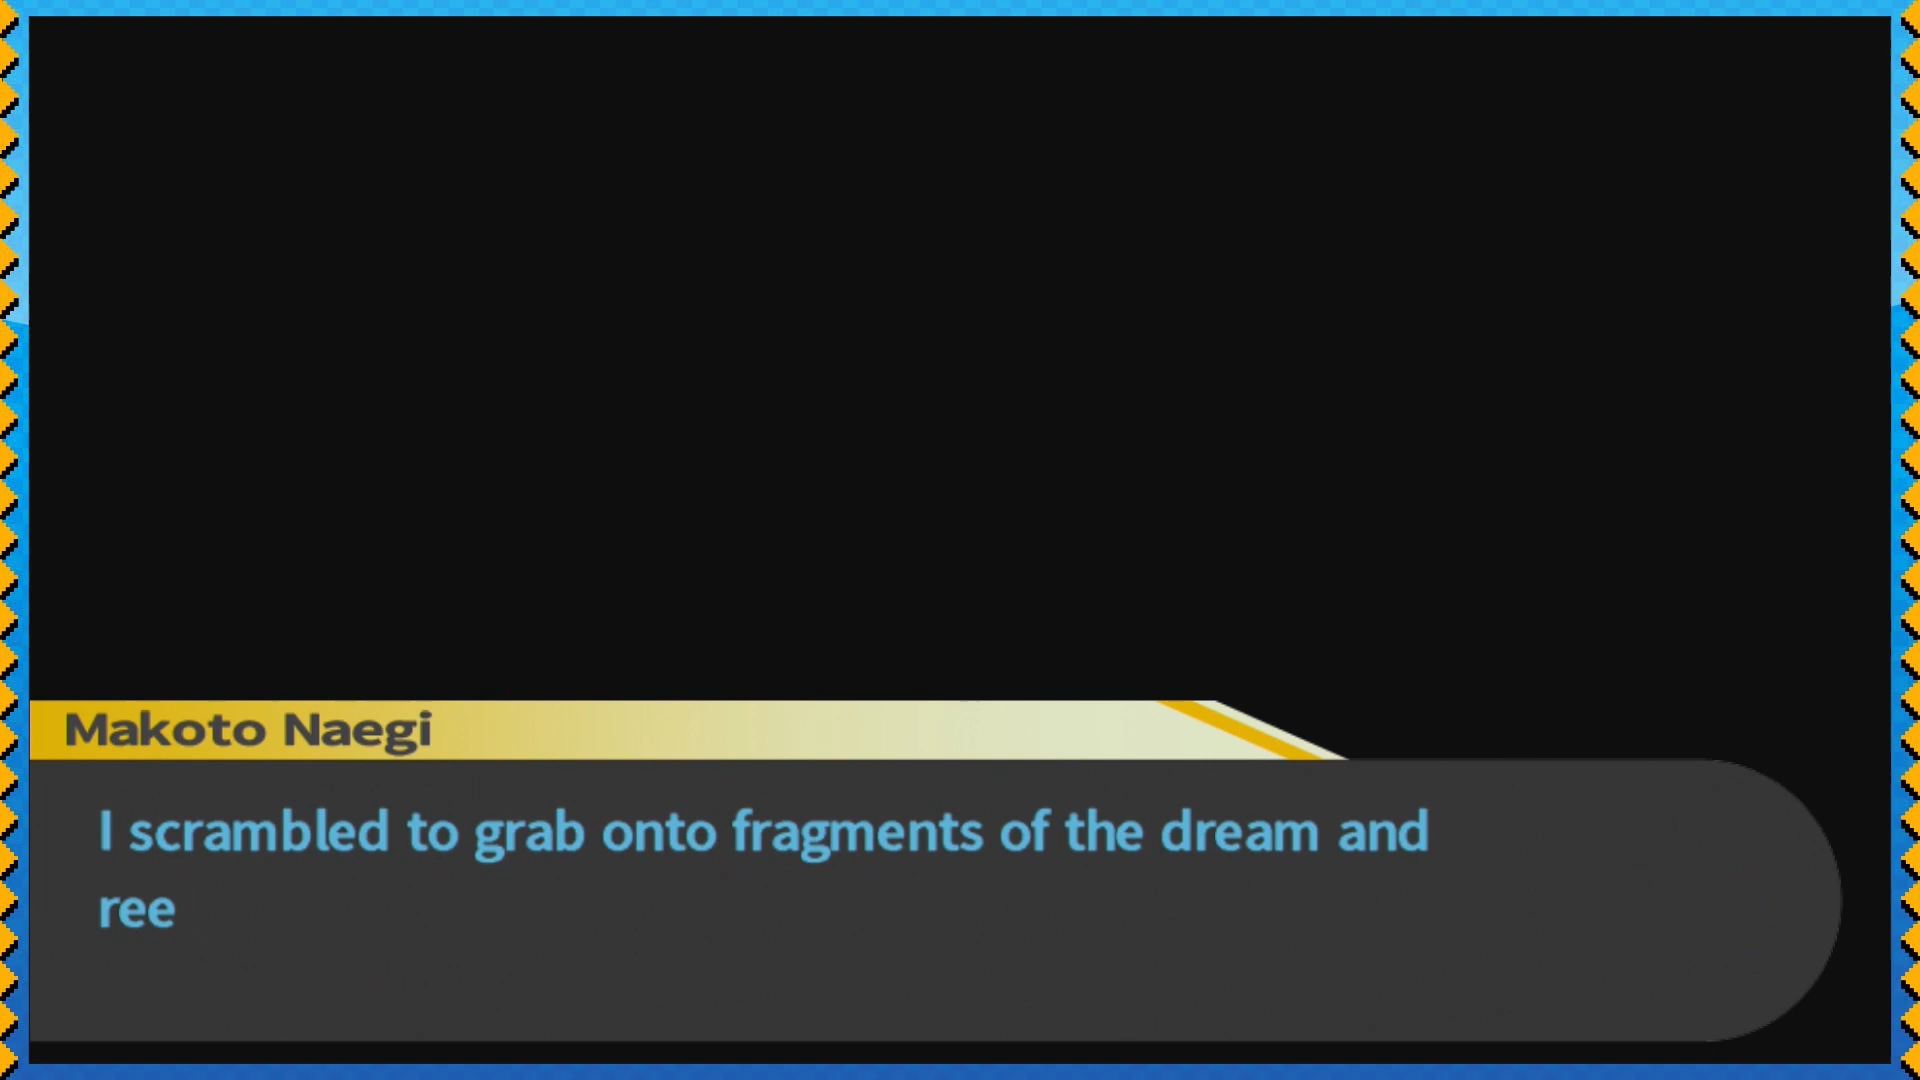 Makoto Naegi
I scrambled to grab onto fragments of the dream and
ree